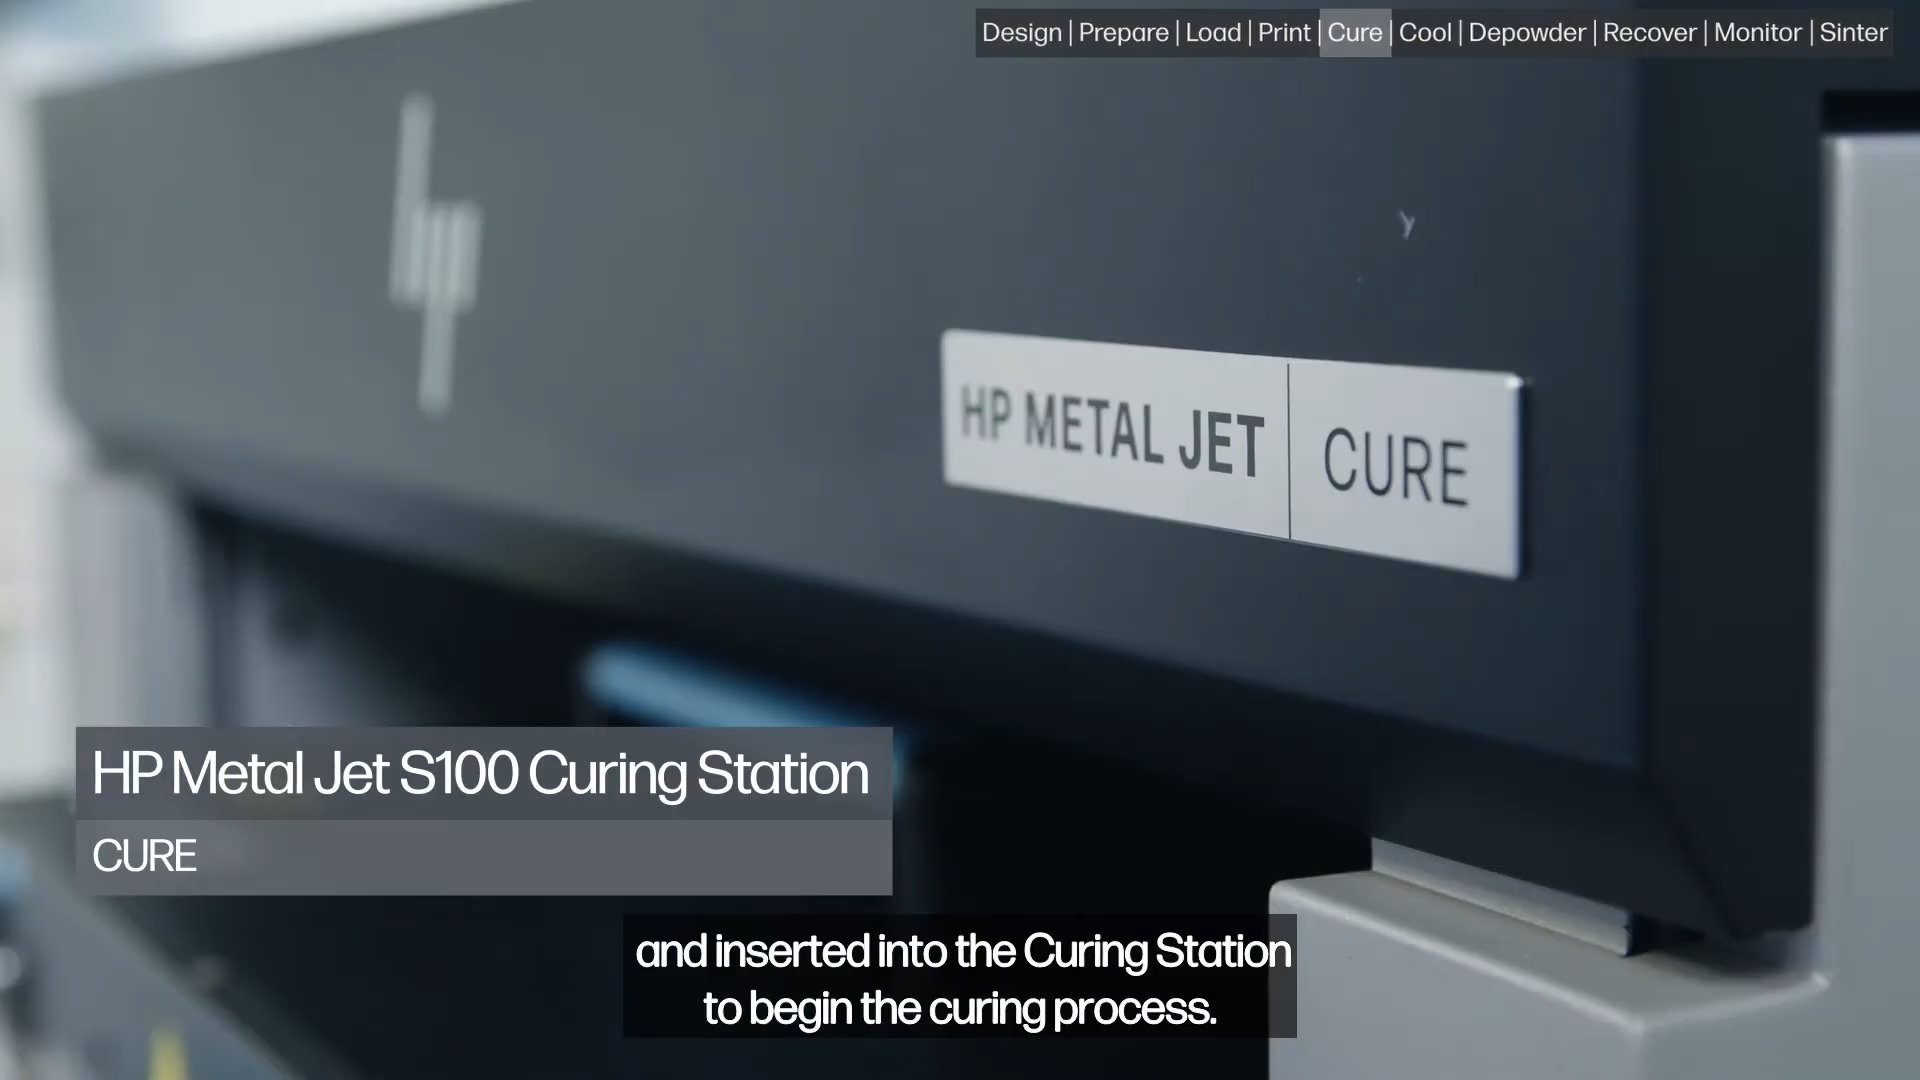 Design | Prepare | Load | Print | Cure | Cool | Depowder | Recover | Monitor | Sinter
hp
HP METAL JET | CURE
HP Metal Jet S100 Curing Station
CURE
and inserted into the Curing Station
to begin the curing process.